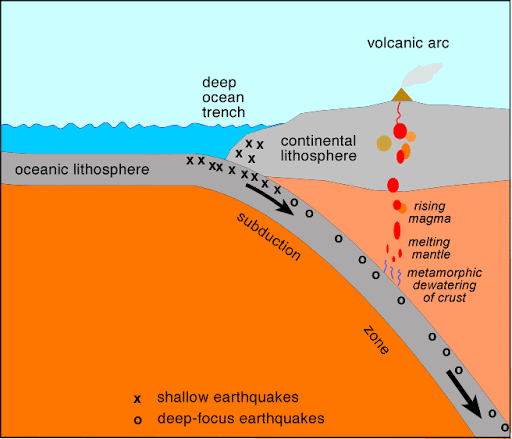 volcanic arc
deep
ocean
trench
continental
lithosphere
oceanic lithosphere
rising
magma
subduction
melting
mantle
metamorphic
dewatering
of crust
zone
x shallow earthquakes
o deep-focus earthquakes